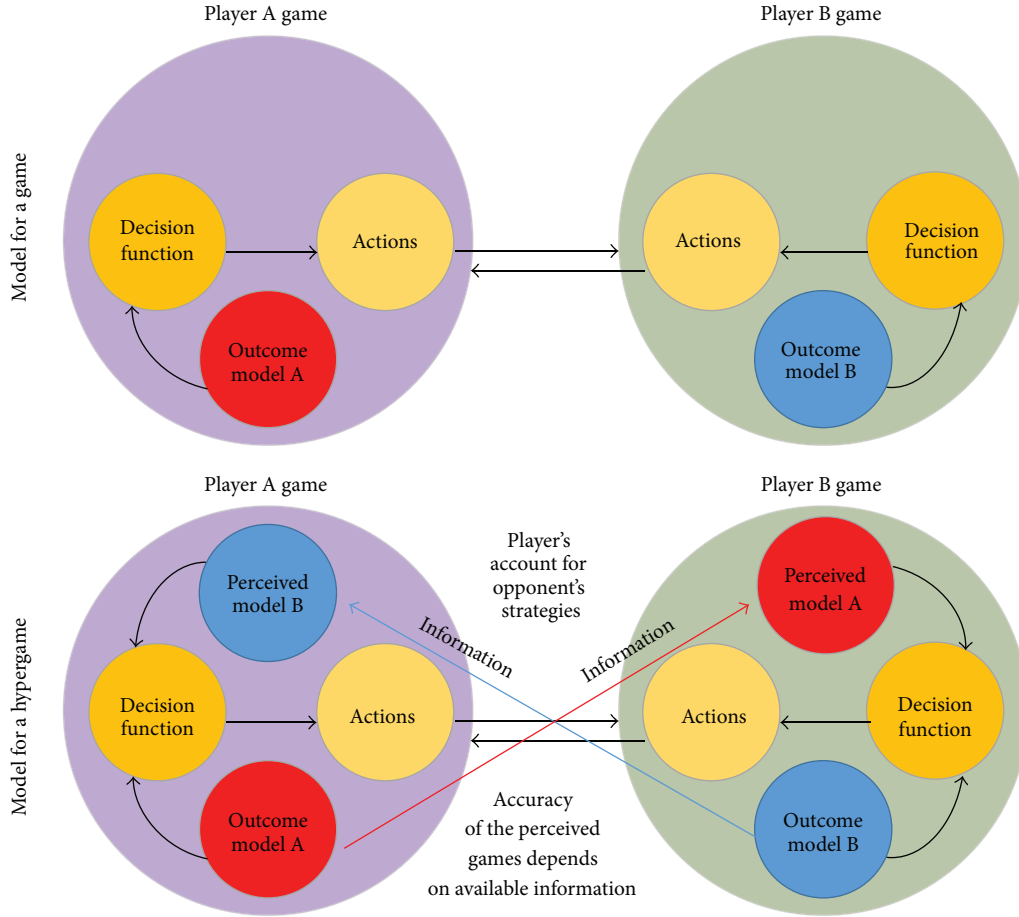 Player A game
Player B game
Model for a game
Decision
function
Actions
Outcome
model A
Actions
Decision
function
Outcome
model B
Player A game
Player B game
Model for a hypergame
Perceived
model B
Decision
function
Actions
Outcome
model A
Player's
account for
opponent's
strategies
Information
Information
Accuracy
of the perceived
games depends
on available information
Perceived
model A
Actions
Decision
function
Outcome
model B